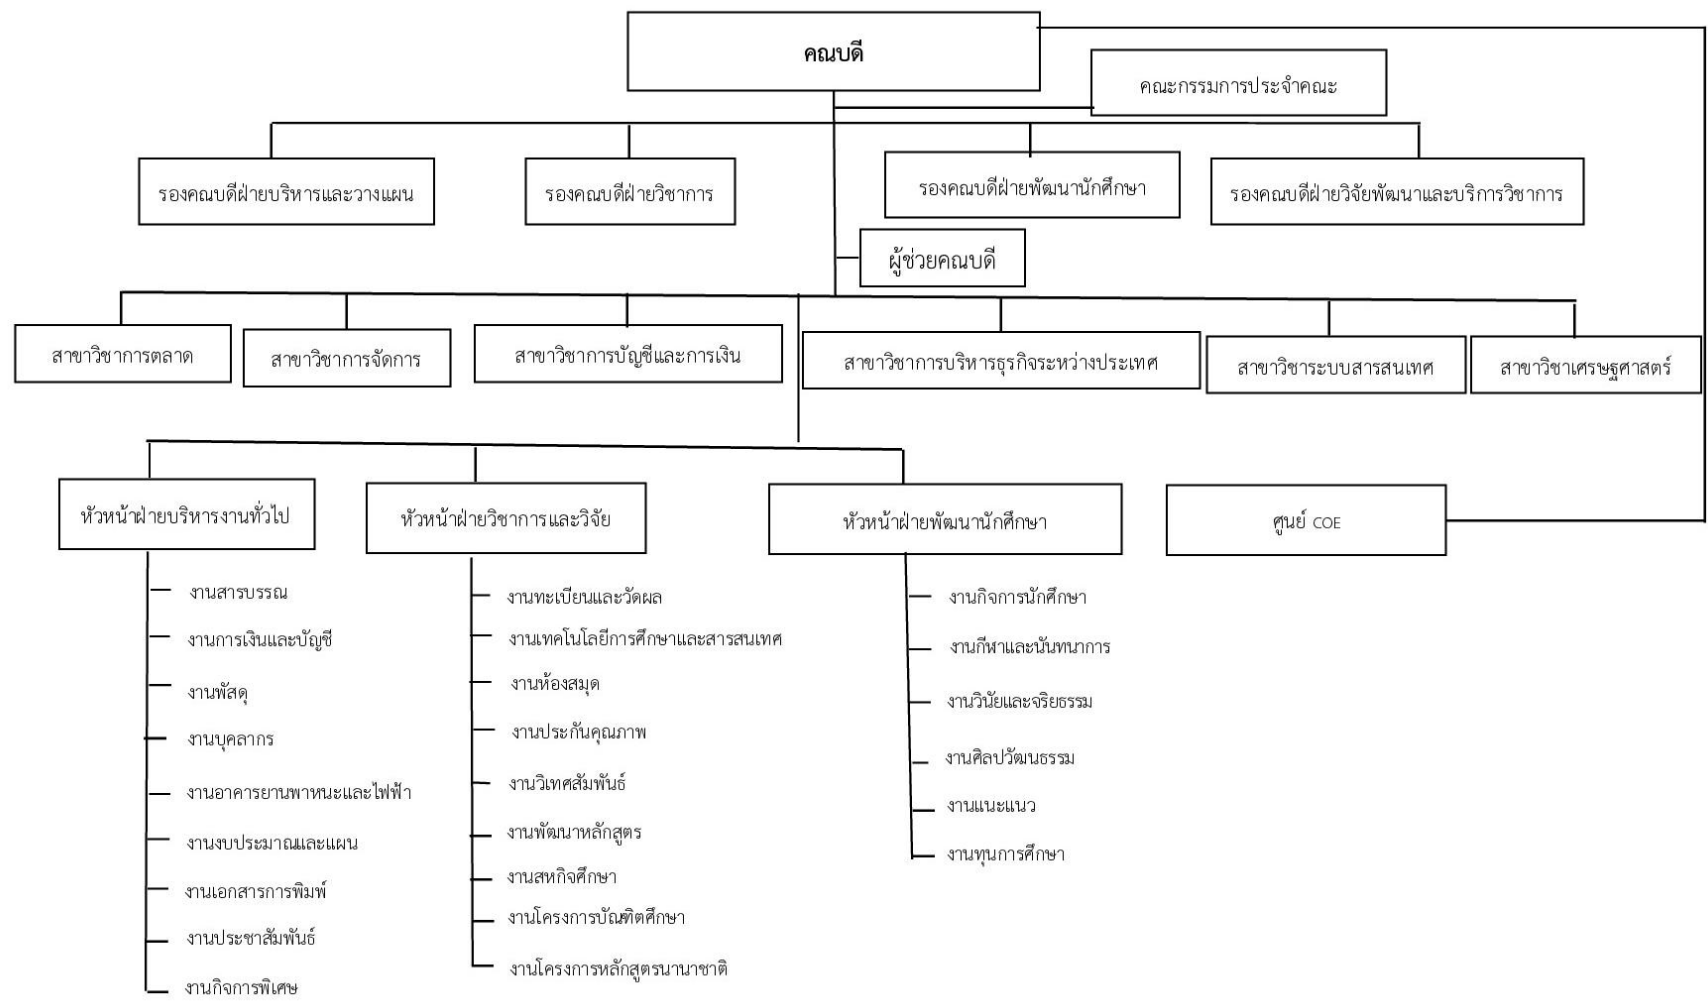 คณบดี
คณะกรรมการประจำคณะ
รองคณบดีฝ่ายบริหารและวางแผน
รองคณบดีฝ่ายวิชาการ
รองคณบดีฝ่ายพัฒนานักศึกษา
รองคณบดีฝ่ายวิจัยพัฒนาและบริการวิชาการ
ผู้ช่วยคณบดี
สาขาวิชาการตลาด
สาขาวิชาการจัดการ
สาขาวิชาการบัญชีและการเงิน
สาขาวิชาการบริหารธุรกิจระหว่างประเทศ
สาขาวิชาระบบสารสนเทศ
สาขาวิชาเศรษฐศาสตร์
หัวหน้าฝ่ายบริหารงานทั่วไป
งานสารบรรณ
งานการเงินและบัญชี
งานพัสดุ
งานบุคลากร
งานอาคารยานพาหนะและไฟฟ้า
งานงบประมาณและแผน
งานเอกสารการพิมพ์
งานประชาสัมพันธ์
งานกิจการพิเศษ
หัวหน้าฝ่ายวิชาการและวิจัย
งานทะเบียนและวัดผล
งานเทคโนโลยีการศึกษาและสารสนเทศ
งานห้องสมุด
งานประกันคุณภาพ
งานวิเทศสัมพันธ์
งานพัฒนาหลักสูตร
งานสหกิจศึกษา
งานโครงการบัณฑิตศึกษา
งานโครงการหลักสูตรนานาชาติ
หัวหน้าฝ่ายพัฒนานักศึกษา
งานกิจการนักศึกษา
งานกีฬาและนันทนาการ
งานวินัยและจริยธรรม
งานศิลปวัฒนธรรม
งานแนะแนว
งานทุนการศึกษา
ศูนย์ COE